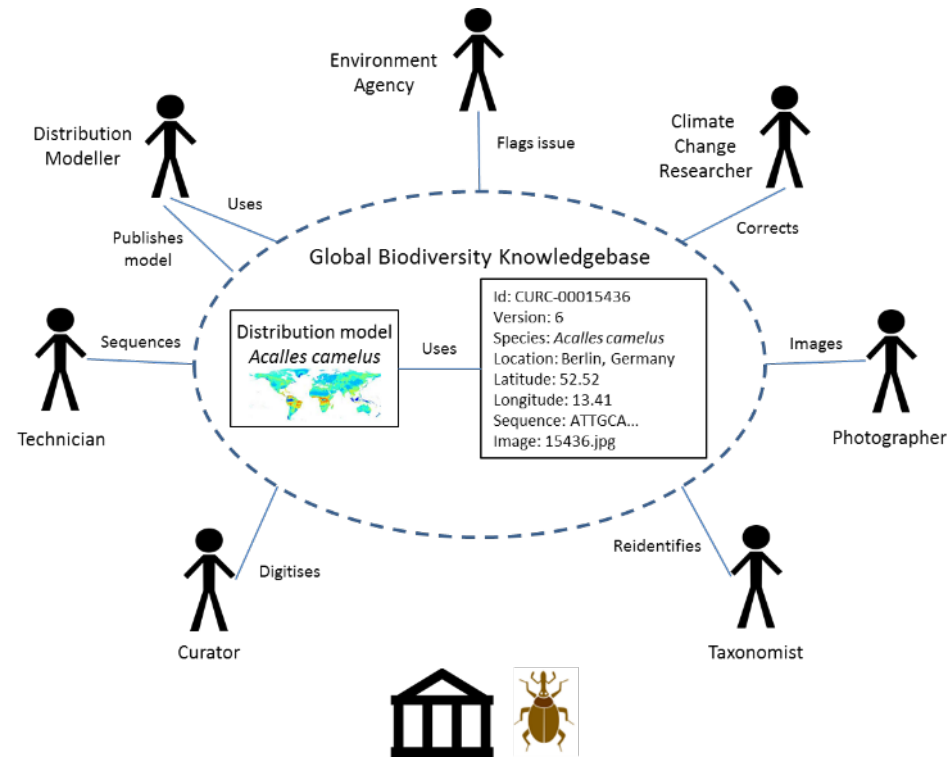 Environment
Agency
Distribution
Modeller
Climate
Change
Researcher
Flags issue
Uses
Corrects
Publishes
model
Global Biodiversity Knowledgebase
Id: CURC-00015436
Version: 6
Species: Acalles camelus
Location: Berlin, Germany
Latitude: 52.52
Longitude: 13.41
Sequence: ATTGCA...
Image: 15436.jpg
Distribution model
Acalles camelus
Uses
Sequences
Images
Technician
Photographer
Digitises
Reidentifies
Curator
Taxonomist